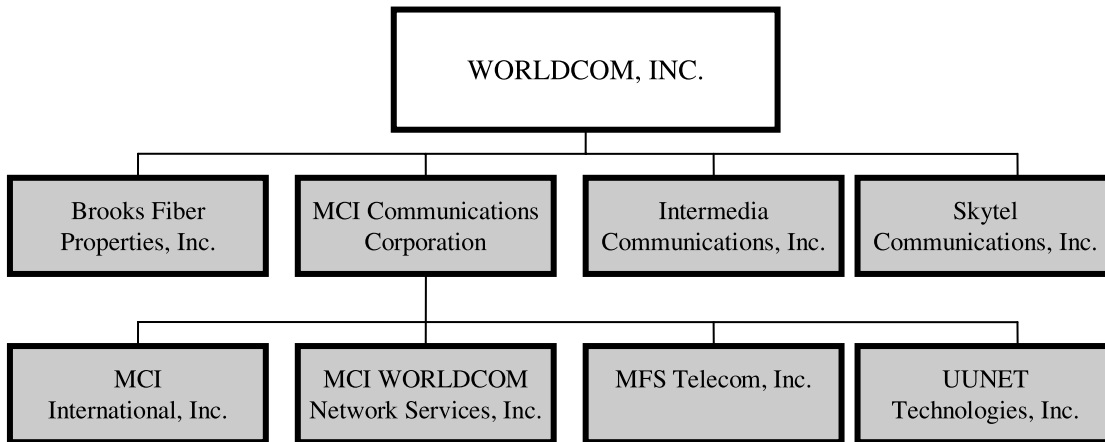 WORLDCOM, INC.
Brooks Fiber
Properties, Inc.
MCI Communications
Corporation
Intermedia
Communications, Inc.
Skytel
Communications, Inc.
MCI
International, Inc.
MCI WORLDCOM
Network Services, Inc.
MFS Telecom, Inc.
UUNET
Technologies, Inc.